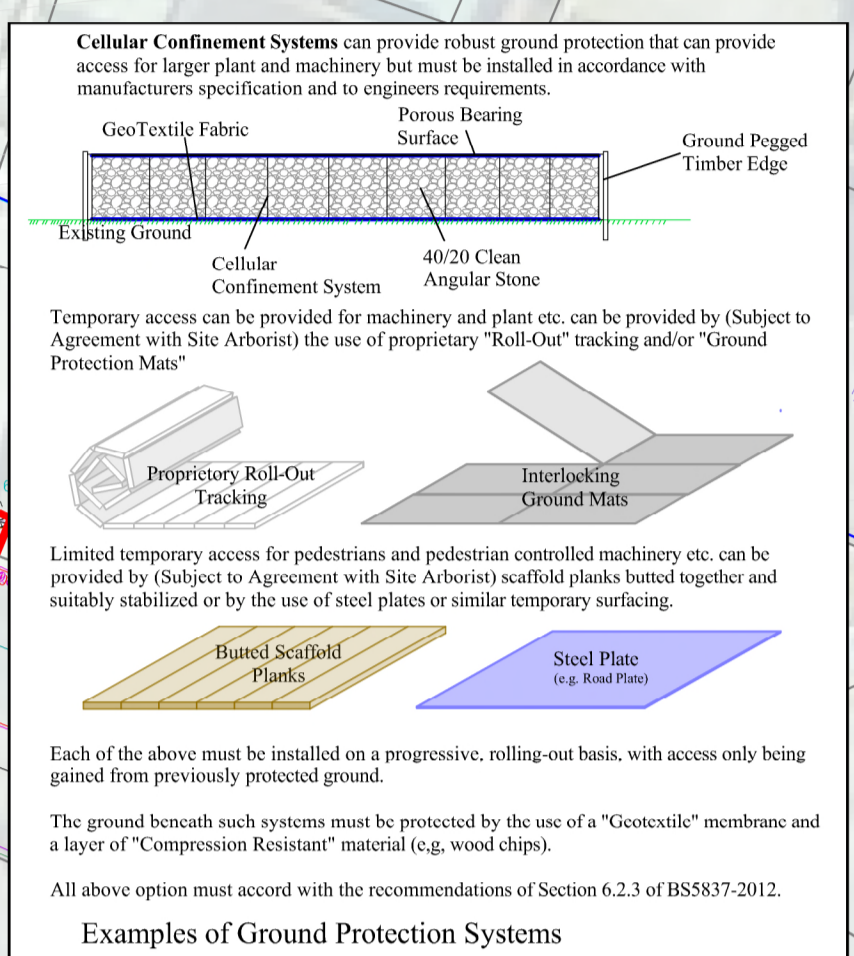 Cellular Confinement Systems can provide robust ground protection that can provide
access for larger plant and machinery but must be installed in accordance with
manufacturers specification and to engineers requirements.
GeoTextile Fabric
Porous Bearing
Surface
Ground Pegged
Timber Edge
Existing Ground
Cellular
Confinement System
40/20 Clean
Angular Stone
Temporary access can be provided for machinery and plant etc. can be provided by (Subject to
Agreement with Site Arborist) the use of proprietary "Roll-Out" tracking and/or "Ground
Protection Mats"
Proprietory Roll-Out
Tracking
Interlocking
Ground Mats
Limited temporary access for pedestrians and pedestrian controlled machinery etc. can be
provided by (Subject to Agreement with Site Arborist) scaffold planks butted together and
suitably stabilized or by the use of steel plates or similar temporary surfacing.
Butted Scaffold
Planks
Steel Plate
(e.g. Road Plate)
Each of the above must be installed on a progressive, rolling-out basis, with access only being
gained from previously protected ground.
The ground beneath such systems must be protected by the use of a "Geotextile" membrane and
a layer of "Compression Resistant" material (e,g, wood chips).
All above option must accord with the recommendations of Section 6.2.3 of BS5837-2012.
Examples of Ground Protection Systems